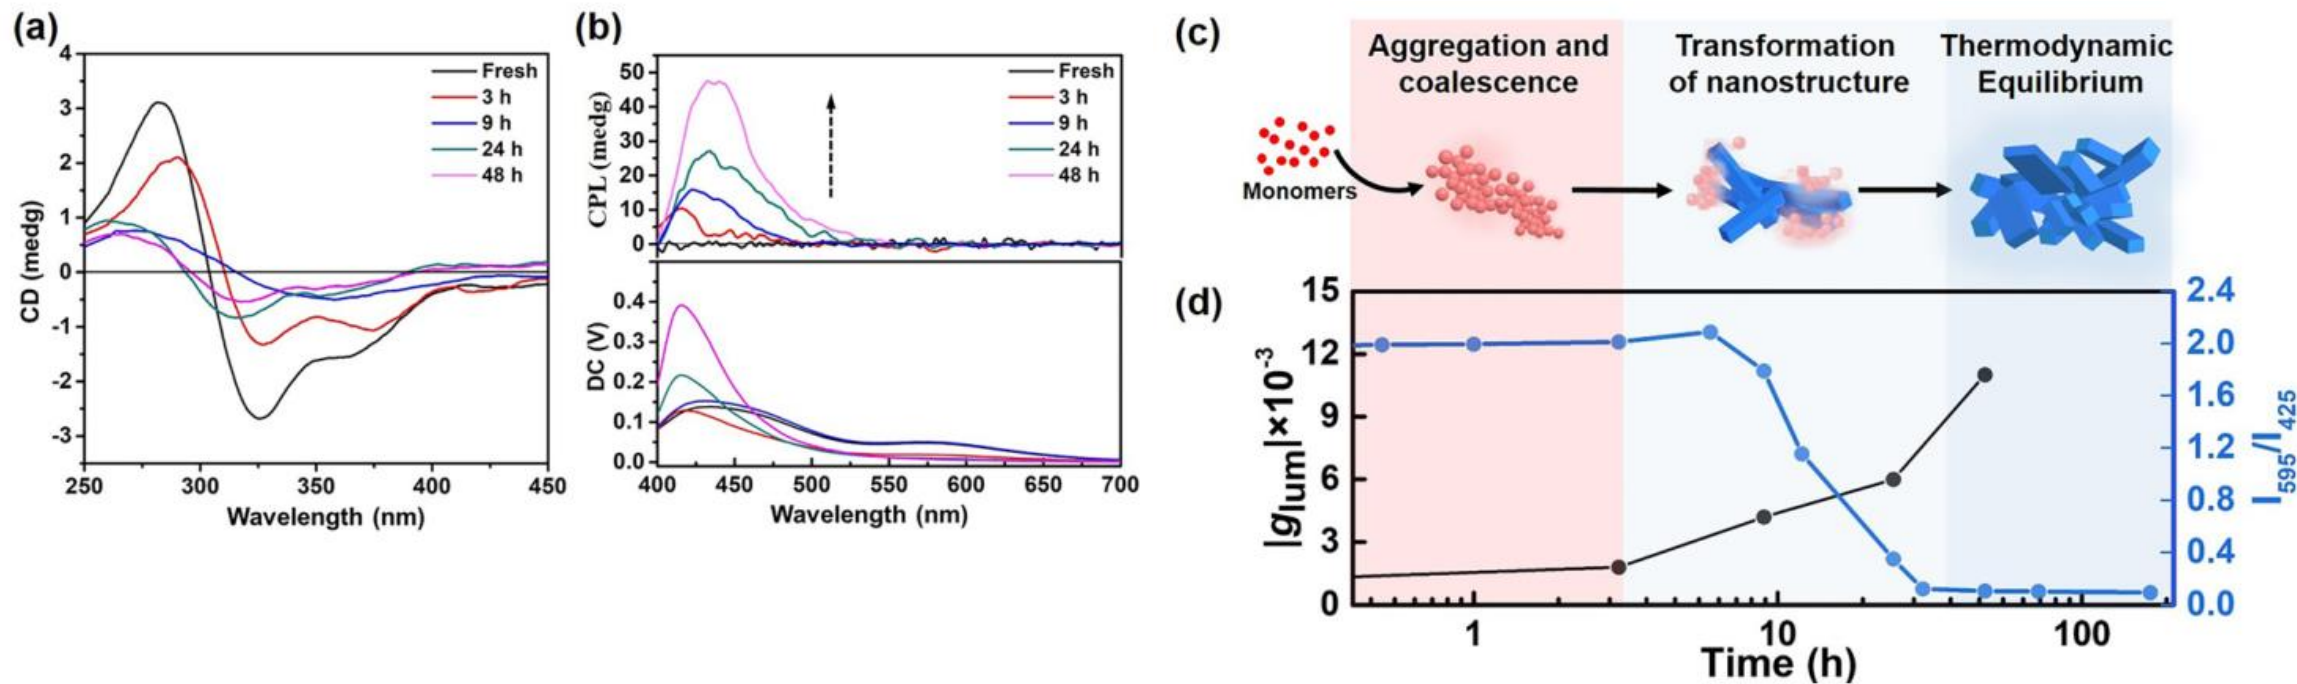 (a)
4
3
2
1
0
-1
-2
-3
CD (medg)
Fresh
3 h
9 h
24 h
48 h
250 300 350 400 450
Wavelength (nm)
(b)
50
40
30
20
10
0
CPL (medg)
Fresh
3 h
9 h
24 h
48 h
0.4
0.3
0.2
0.1
0.0
DC (V)
400 450 500 550 600 650 700
Wavelength (nm)
(c)
Aggregation and
coalescence
Transformation
of nanostructure
Thermodynamic
Equilibrium
Monomers
(d)
15
12
9
6
3
0
|glum|×10-3
2.4
2.0
1.6
1.2
0.8
0.4
0.0
I595/I425
1 10 100
Time (h)